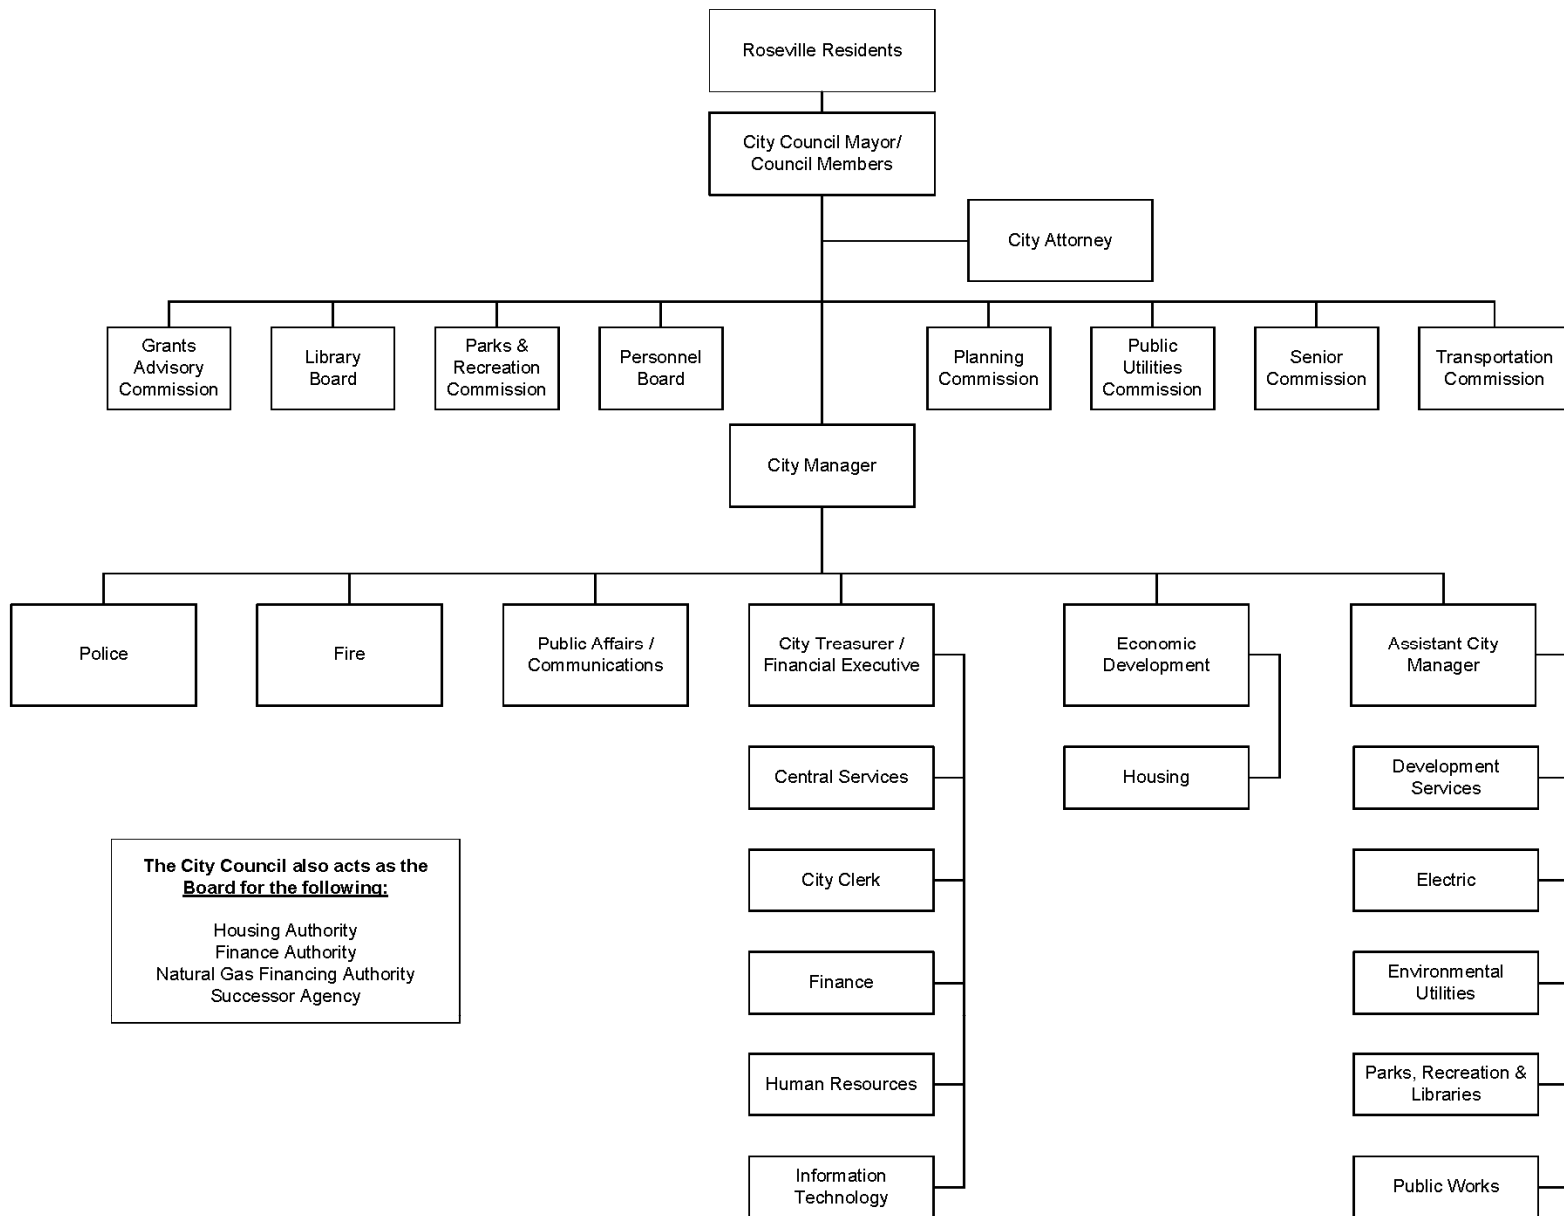 Roseville Residents
City Council Mayor/
Council Members
City Attorney
Grants
Advisory
Commission
Library
Board
Parks &
Recreation
Commission
Personnel
Board
Planning
Commission
Public
Utilities
Commission
Senior
Commission
Transportation
Commission
City Manager
Police
Fire
Public Affairs /
Communications
City Treasurer /
Financial Executive
Economic
Development
Assistant City
Manager
Central Services
Housing
Development
Services
City Clerk
Electric
Finance
Environmental
Utilities
Human Resources
Parks, Recreation &
Libraries
Information
Technology
Public Works
The City Council also acts as the
Board for the following:
Housing Authority
Finance Authority
Natural Gas Financing Authority
Successor Agency